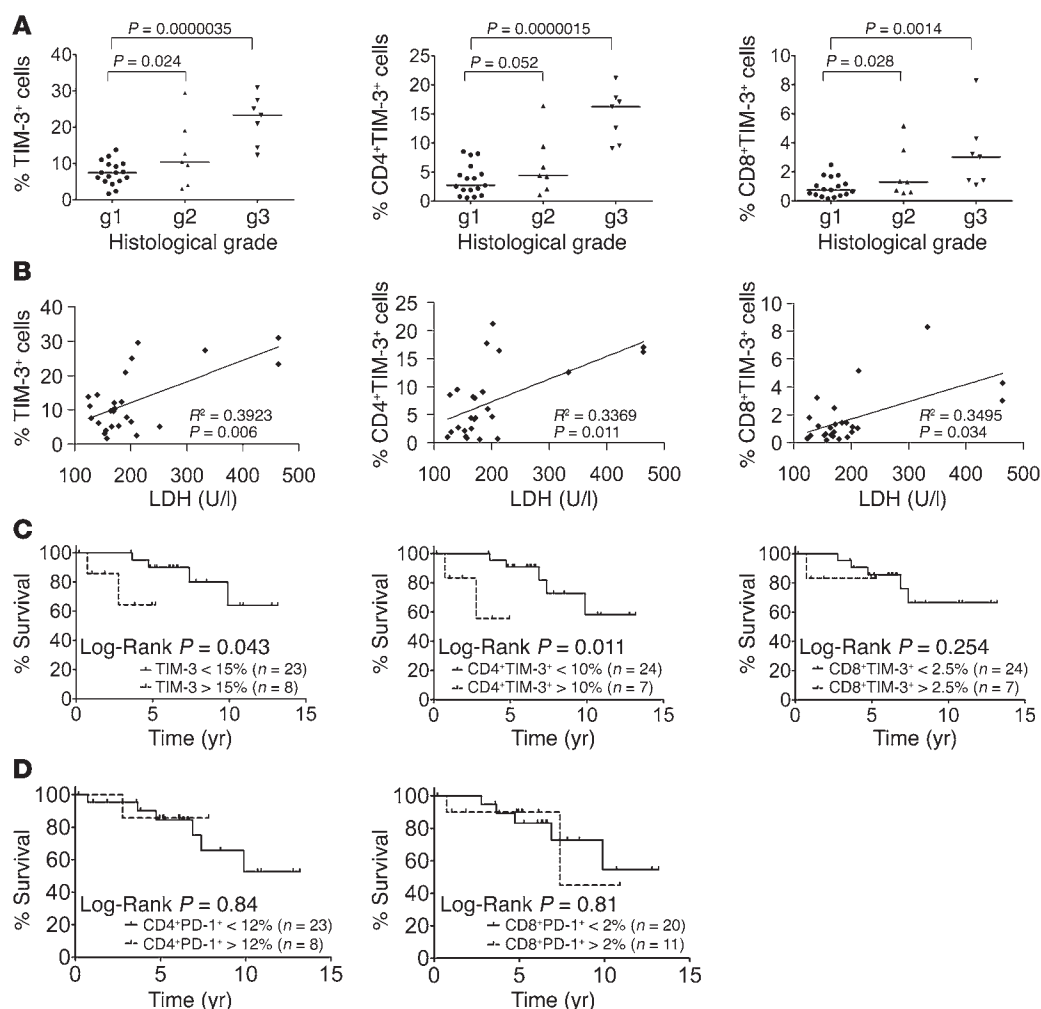 A
P = 0.0000035
P = 0.024
% TIM-3+ cells
40
30
20
10
0
g1 g2 g3
Histological grade
P = 0.0000015
P = 0.052
% CD4+TIM-3+ cells
25
20
15
10
5
0
g1 g2 g3
Histological grade
P = 0.0014
P = 0.028
% CD8+TIM-3+ cells
10
8
6
4
2
0
g1 g2 g3
Histological grade
B
% TIM-3+ cells
40
30
20
10
0
R2 = 0.3923
P = 0.006
100 200 300 400 500
LDH (U/l)
% CD4+TIM-3+ cells
25
20
15
10
5
0
R2 = 0.3369
P = 0.011
100 200 300 400 500
LDH (U/l)
% CD8+TIM-3+ cells
10
8
6
4
2
0
R2 = 0.3495
P = 0.034
100 200 300 400 500
LDH (U/l)
C
% Survival
100
80
60
40
20
0
Log-Rank P = 0.043
TIM-3 < 15% (n = 23)
TIM-3 > 15% (n = 8)
0 5 10 15
Time (yr)
% Survival
100
80
60
40
20
0
Log-Rank P = 0.011
CD4+TIM-3+ < 10% (n = 24)
CD4+TIM-3+ > 10% (n = 7)
0 5 10 15
Time (yr)
% Survival
100
80
60
40
20
0
Log-Rank P = 0.254
CD8+TIM-3+ < 2.5% (n = 24)
CD8+TIM-3+ > 2.5% (n = 7)
0 5 10 15
Time (yr)
D
% Survival
100
80
60
40
20
0
Log-Rank P = 0.84
CD4+PD-1+ < 12% (n = 23)
CD4+PD-1+ > 12% (n = 8)
0 5 10 15
Time (yr)
% Survival
100
80
60
40
20
0
Log-Rank P = 0.81
CD8+PD-1+ < 2% (n = 20)
CD8+PD-1+ > 2% (n = 11)
0 5 10 15
Time (yr)